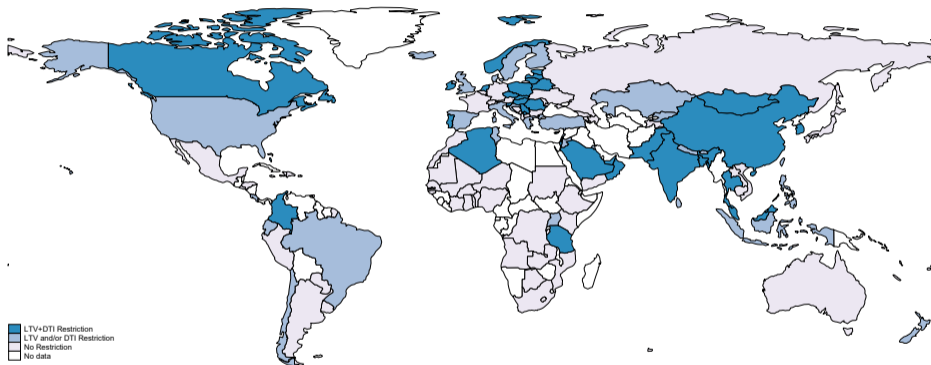 LTV+DTI Restriction
LTV and/or DTI Restriction
No Restriction
No data